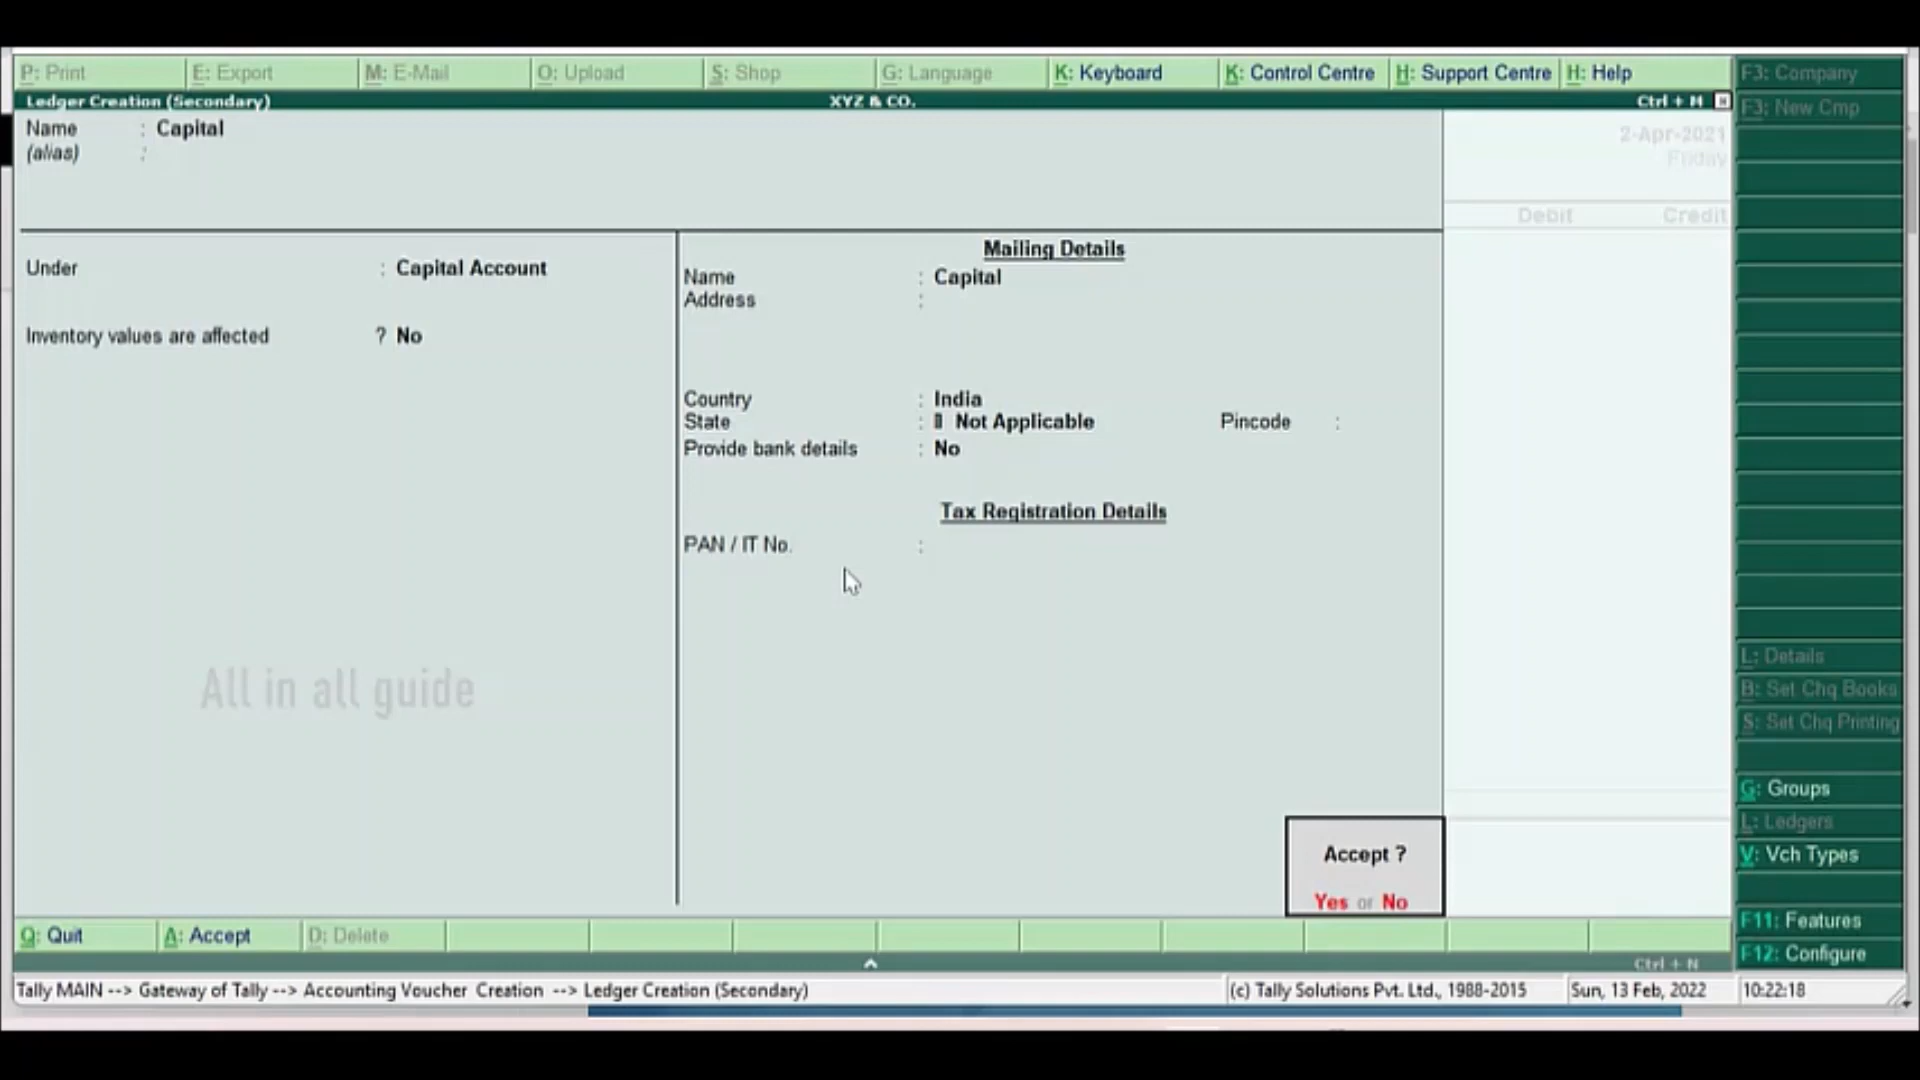 P: Print E: Export M: E-Mail O: Upload S: Shop G: Language K: Keyboard K: Control Centre H: Support Centre H: Help F3: Company
Ledger Creation (Secondary) XYZ & CO. Ctrl + M F3: New Cmp
Name : Capital
(alias) :
2-Apr-2021
Friday
Debit Credit
Under : Capital Account
Inventory values are affected ? No
Mailing Details
Name : Capital
Address :
Country : India
State : Not Applicable Pincode :
Provide bank details : No
Tax Registration Details
PAN / IT No. :
All in all guide
L: Details
B: Set Chq Books
S: Set Chq Printing
G: Groups
L: Ledgers
V: Vch Types
F11: Features
F12: Configure
Accept ?
Yes or No
Q: Quit A: Accept D: Delete
Ctrl + N
Tally MAIN --> Gateway of Tally --> Accounting Voucher Creation --> Ledger Creation (Secondary) (c) Tally Solutions Pvt. Ltd., 1988-2015 Sun, 13 Feb, 2022 10:22:18